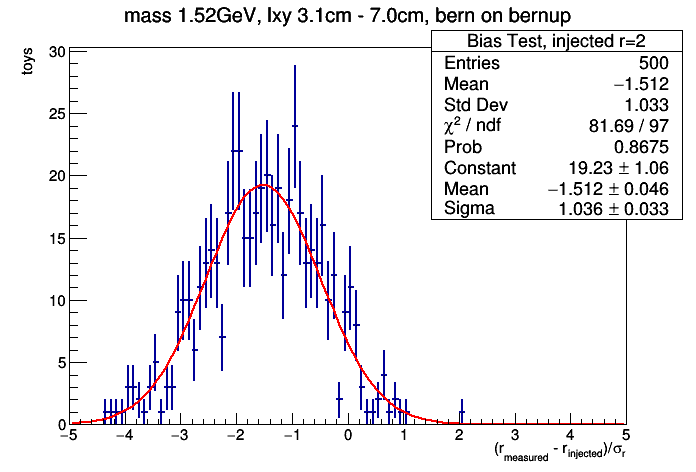 mass 1.52GeV, lxy 3.1cm - 7.0cm, bern on bernup
toys
Bias Test, injected r=2
Entries 500
Mean −1.512
Std Dev 1.033
χ² / ndf 81.69 / 97
Prob 0.8675
Constant 19.23 ± 1.06
Mean −1.512 ± 0.046
Sigma 1.036 ± 0.033
30
25
20
15
10
5
0
−5 −4 −3 −2 −1 0 1 2 3 4 5
(r_measured - r_injected)/σ_r